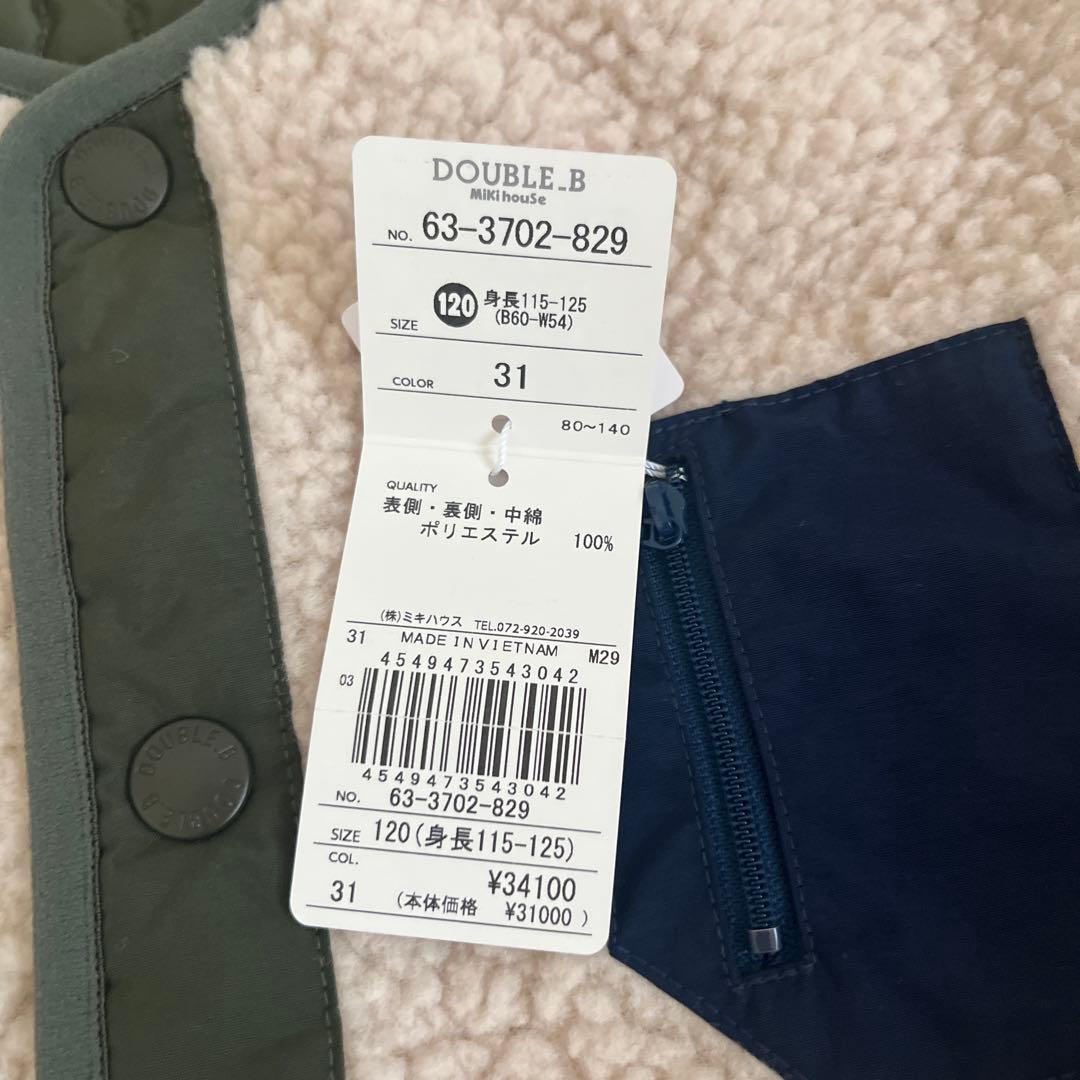 DOUBLE_B
MiKihouSe
NO. 63-3702-829
SIZE 120 身長115-125
(B60-W54)
COLOR 31
80～140
QUALITY
表側・裏側・中綿
ポリエステル 100%
(株)ミキハウス TEL.072-920-2039
31 MADE IN VIETNAM M29
4549473543042
03
4549473543042
NO. 63-3702-829
SIZE 120(身長115-125)
COL. ¥34100
31 (本体価格 ¥31000 )
DOUBLE_B
DOUBLE_B